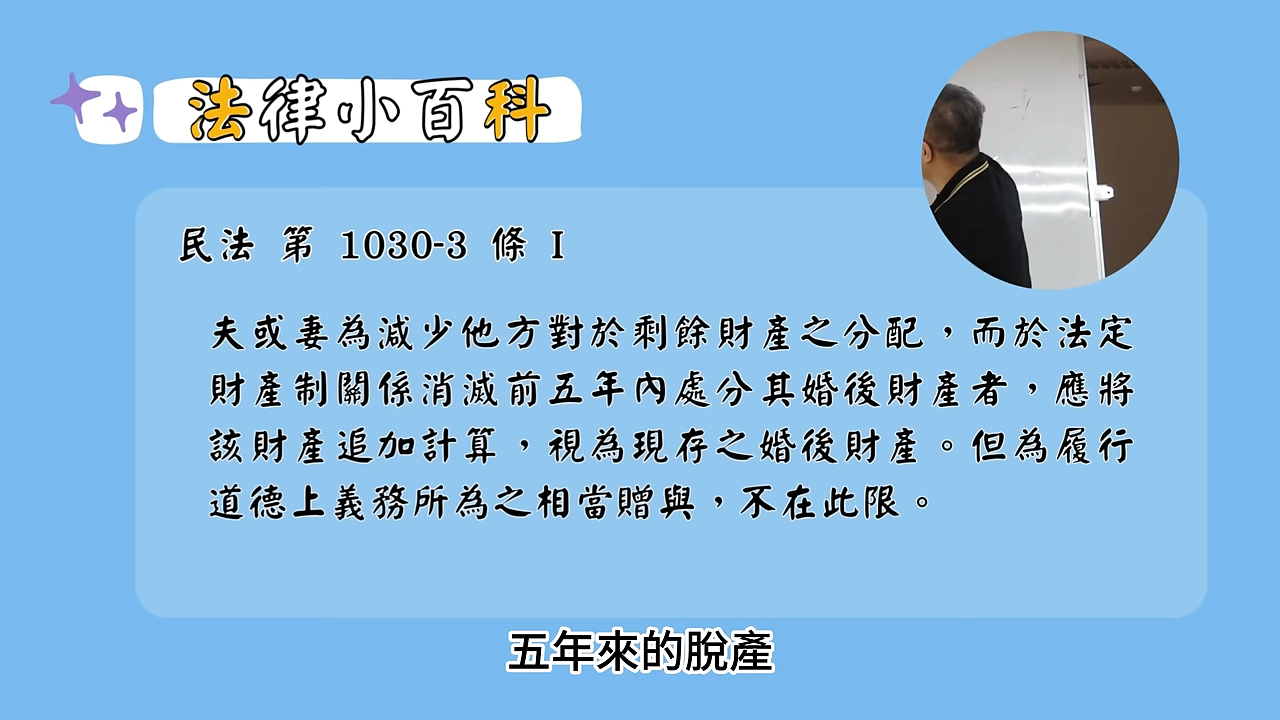 法律小百科
民法 第 1030-3 條 I
夫或妻為減少他方對於剩餘財產之分配，而於法定
財產制關係消滅前五年內處分其婚後財產者，應將
該財產追加計算，視為現存之婚後財產。但為履行
道德上義務所為之相當贈與，不在此限。
五年來的脫產